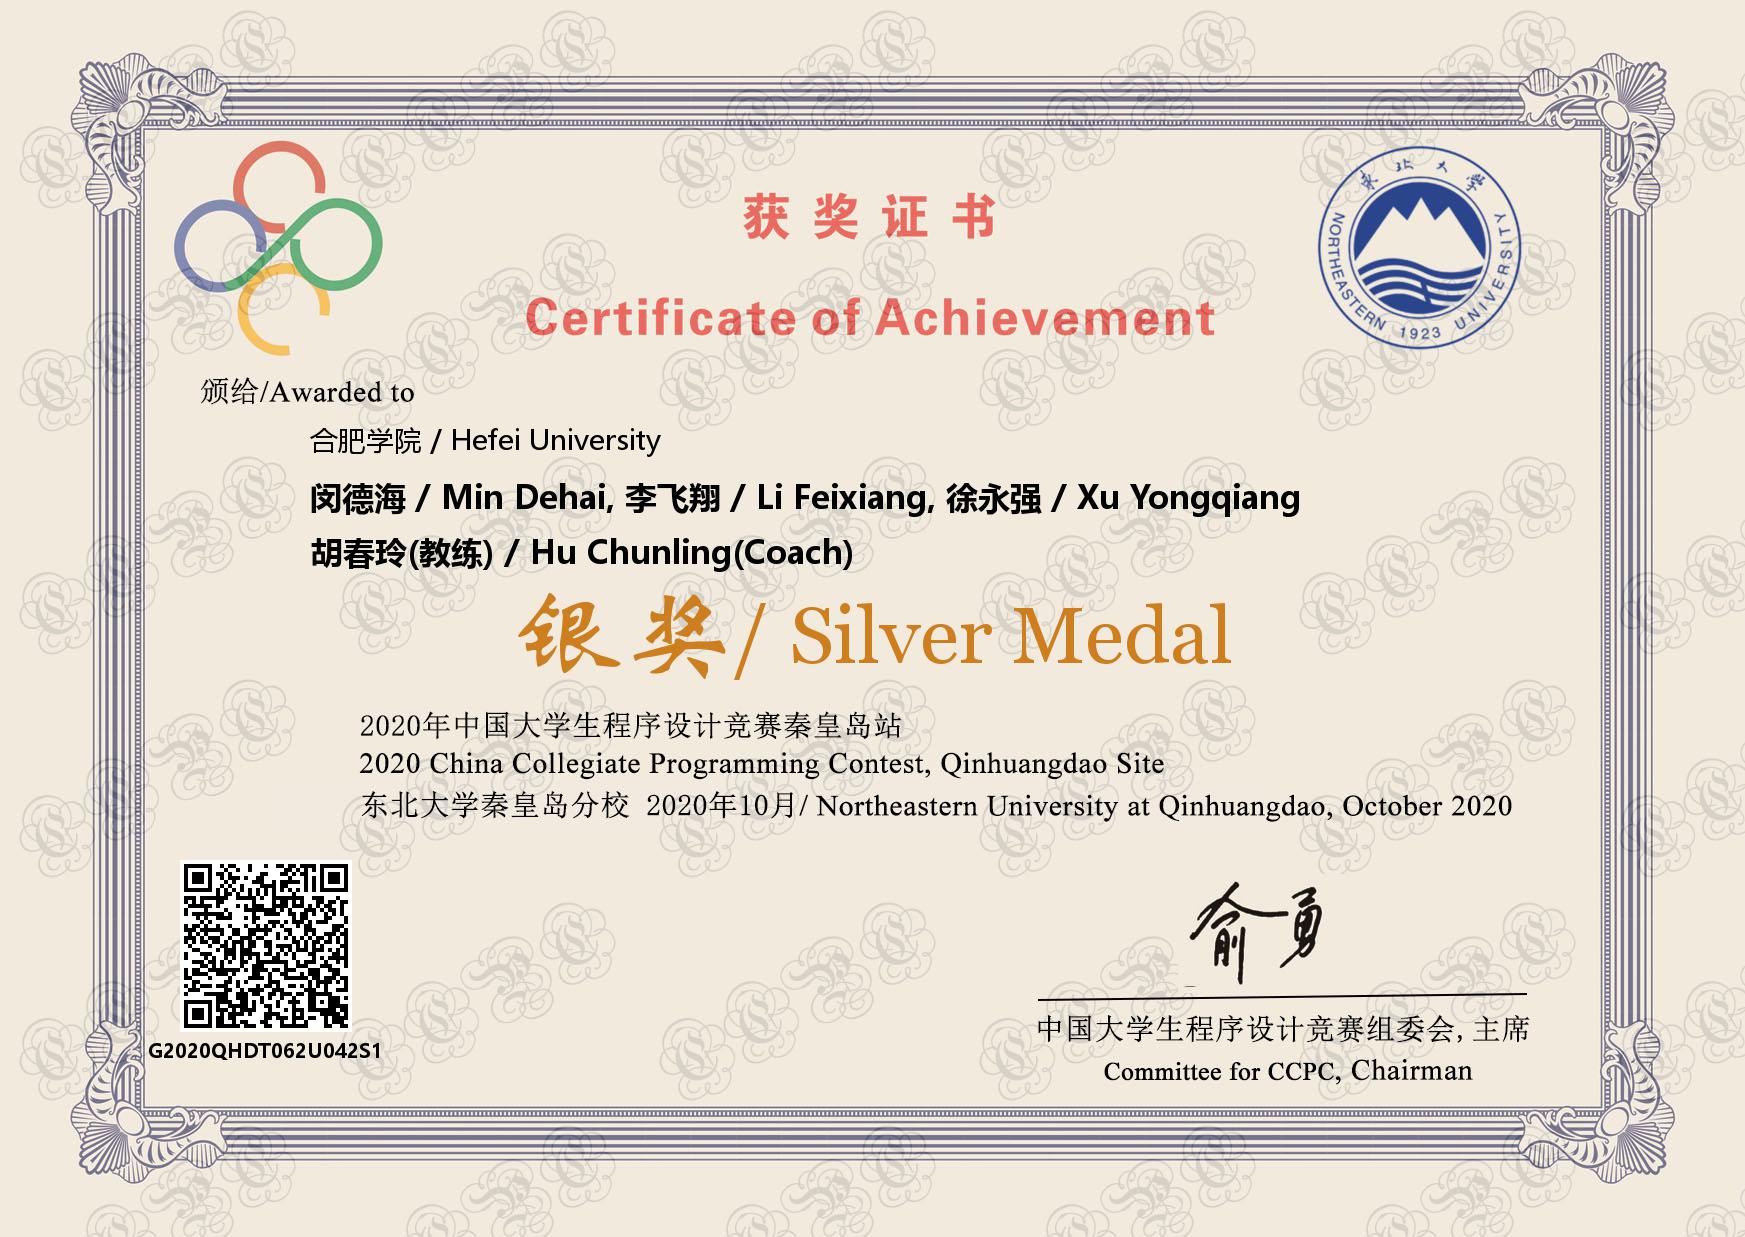 获奖证书
東北大學
NORTHEASTERN 1923 UNIVERSITY
Certificate of Achievement
颁给/Awarded to
合肥学院 / Hefei University
闵德海 / Min Dehai, 李飞翔 / Li Feixiang, 徐永强 / Xu Yongqiang
胡春玲(教练) / Hu Chunling(Coach)
银奖/ Silver Medal
2020年中国大学生程序设计竞赛秦皇岛站
2020 China Collegiate Programming Contest, Qinhuangdao Site
东北大学秦皇岛分校 2020年10月/ Northeastern University at Qinhuangdao, October 2020
俞勇
G2020QHDT062U042S1
中国大学生程序设计竞赛组委会, 主席
Committee for CCPC, Chairman